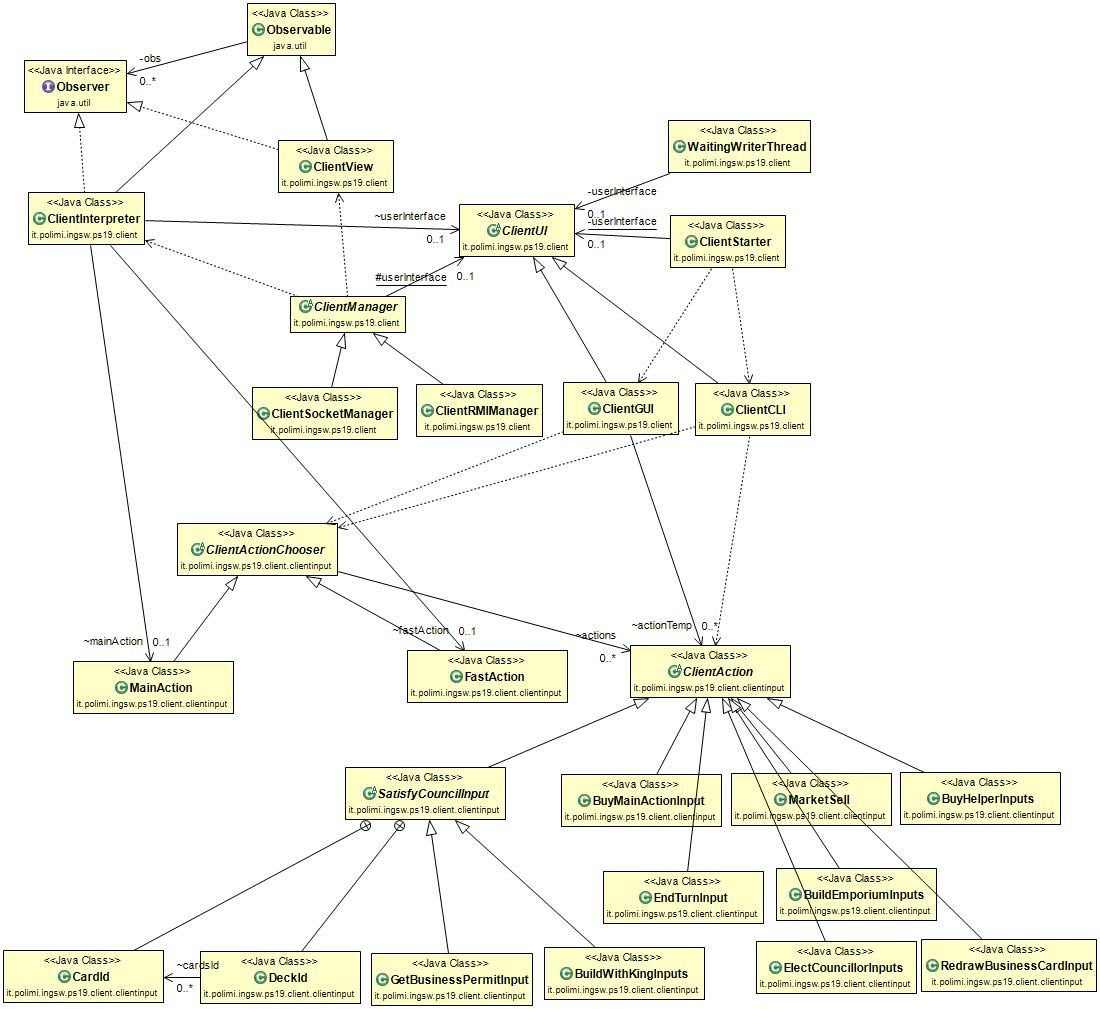 <<Java Class>>
Observable
java.util
-obs
0..*
<<Java Interface>>
Observer
java.util
<<Java Class>>
WaitingWriterThread
it.polimi.ingsw.ps19.client
<<Java Class>>
ClientView
it.polimi.ingsw.ps19.client
<<Java Class>>
ClientInterpreter
it.polimi.ingsw.ps19.client
~userInterface
0..1
<<Java Class>>
ClientUI
it.polimi.ingsw.ps19.client
-userInterface
0..1
-userInterface
0..1
<<Java Class>>
ClientStarter
it.polimi.ingsw.ps19.client
#userInterface
0..1
<<Java Class>>
ClientManager
it.polimi.ingsw.ps19.client
<<Java Class>>
ClientSocketManager
it.polimi.ingsw.ps19.client
<<Java Class>>
ClientRMIManager
it.polimi.ingsw.ps19.client
<<Java Class>>
ClientGUI
it.polimi.ingsw.ps19.client
<<Java Class>>
ClientCLI
it.polimi.ingsw.ps19.client
<<Java Class>>
ClientActionChooser
it.polimi.ingsw.ps19.client.clientinput
~mainAction
0..1
~fastAction
0..1
~actions
0..*
~actionTemp
0..*
<<Java Class>>
MainAction
it.polimi.ingsw.ps19.client.clientinput
<<Java Class>>
FastAction
it.polimi.ingsw.ps19.client.clientinput
<<Java Class>>
ClientAction
it.polimi.ingsw.ps19.client.clientinput
<<Java Class>>
SatisfyCouncilInput
it.polimi.ingsw.ps19.client.clientinput
<<Java Class>>
BuyMainActionInput
it.polimi.ingsw.ps19.client.clientinput
<<Java Class>>
MarketSell
it.polimi.ingsw.ps19.client.clientinput
<<Java Class>>
BuyHelperInputs
it.polimi.ingsw.ps19.client.clientinput
<<Java Class>>
EndTurnInput
it.polimi.ingsw.ps19.client.clientinput
<<Java Class>>
BuildEmporiumInputs
it.polimi.ingsw.ps19.client.clientinput
<<Java Class>>
CardId
it.polimi.ingsw.ps19.client.clientinput
~cardsId
0..*
<<Java Class>>
DeckId
it.polimi.ingsw.ps19.client.clientinput
<<Java Class>>
GetBusinessPermitInput
it.polimi.ingsw.ps19.client.clientinput
<<Java Class>>
BuildWithKingInputs
it.polimi.ingsw.ps19.client.clientinput
<<Java Class>>
ElectCouncillorInputs
it.polimi.ingsw.ps19.client.clientinput
<<Java Class>>
RedrawBusinessCardInput
it.polimi.ingsw.ps19.client.clientinput